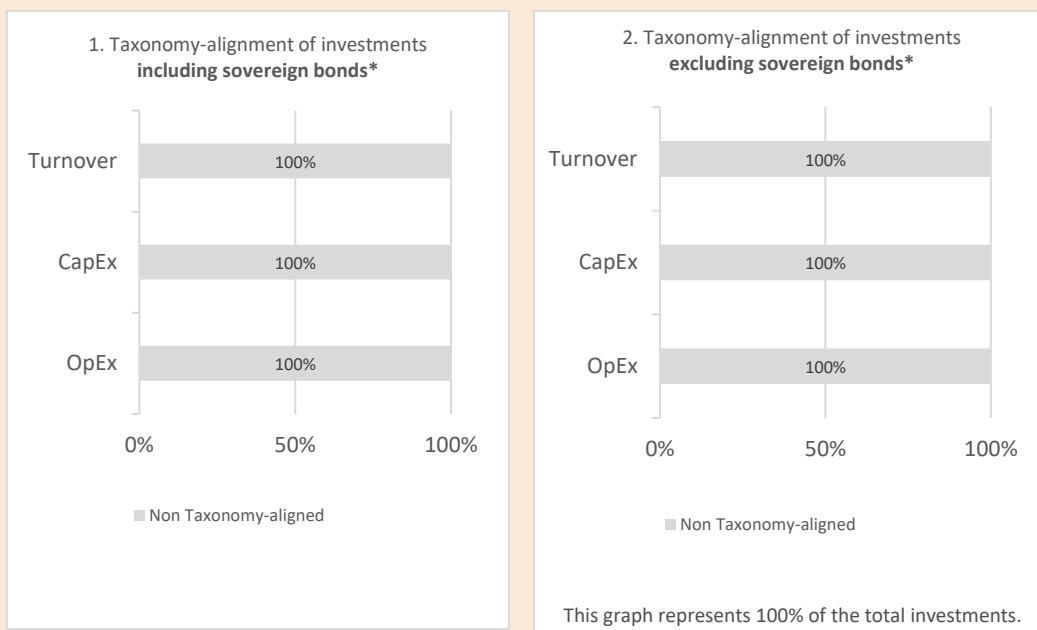 1. Taxonomy-alignment of investments
including sovereign bonds*
Turnover
100%
CapEx
100%
OpEx
100%
0%
50%
100%
Non Taxonomy-aligned
2. Taxonomy-alignment of investments
excluding sovereign bonds*
Turnover
100%
CapEx
100%
OpEx
100%
0%
50%
100%
Non Taxonomy-aligned
This graph represents 100% of the total investments.